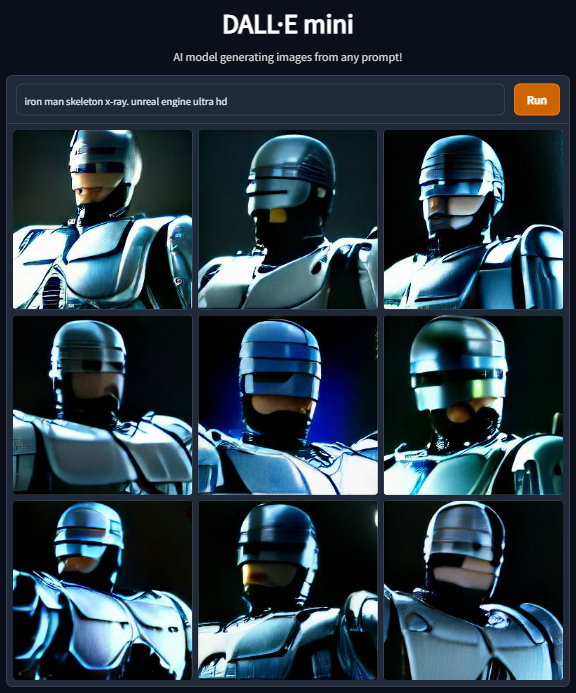 DALL·E mini
AI model generating images from any prompt!
iron man skeleton x-ray. unreal engine ultra hd
Run